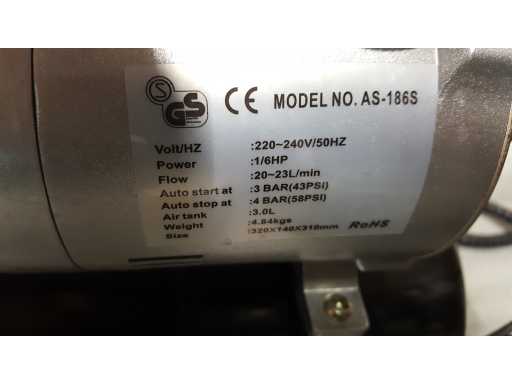 S
GS
CE MODEL NO. AS-186S
Volt/HZ :220~240V/50HZ
Power :1/6HP
Flow :20~23L/min
Auto start at :3 BAR(43PSI)
Auto stop at :4 BAR(58PSI)
Air tank :3.0L
Weight :4.84kgs
Size :320X140X318mm RoHS